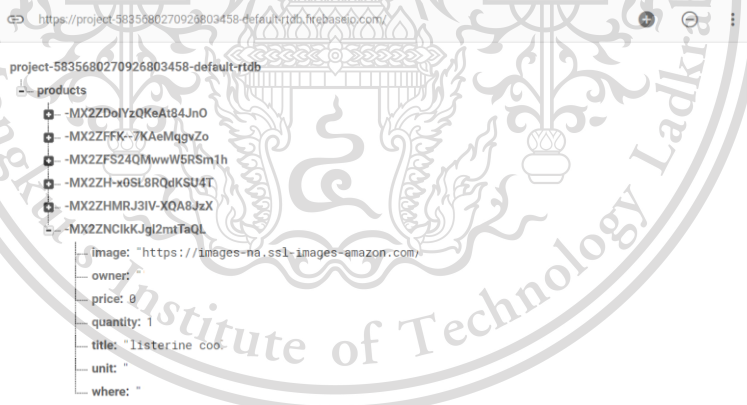 https://project-5835680270926803458-default-rtdb.firebaseio.com/
project-5835680270926803458-default-rtdb
products
-MX2ZDolYzQKeAt84JnO
-MX2ZFFK--7KAeMqgvZo
-MX2ZFS24QMwwW5RSm1h
-MX2ZH-x0SL8RQdKSU4T
-MX2ZHMRJ3IV-XQA8JzX
-MX2ZNClkKJgl2mtTaQL
image: "https://images-na.ssl-images-amazon.com/
owner: "
price: 0
quantity: 1
title: "listerine coo
unit: "
where: "
Institute of Technology Ladkra